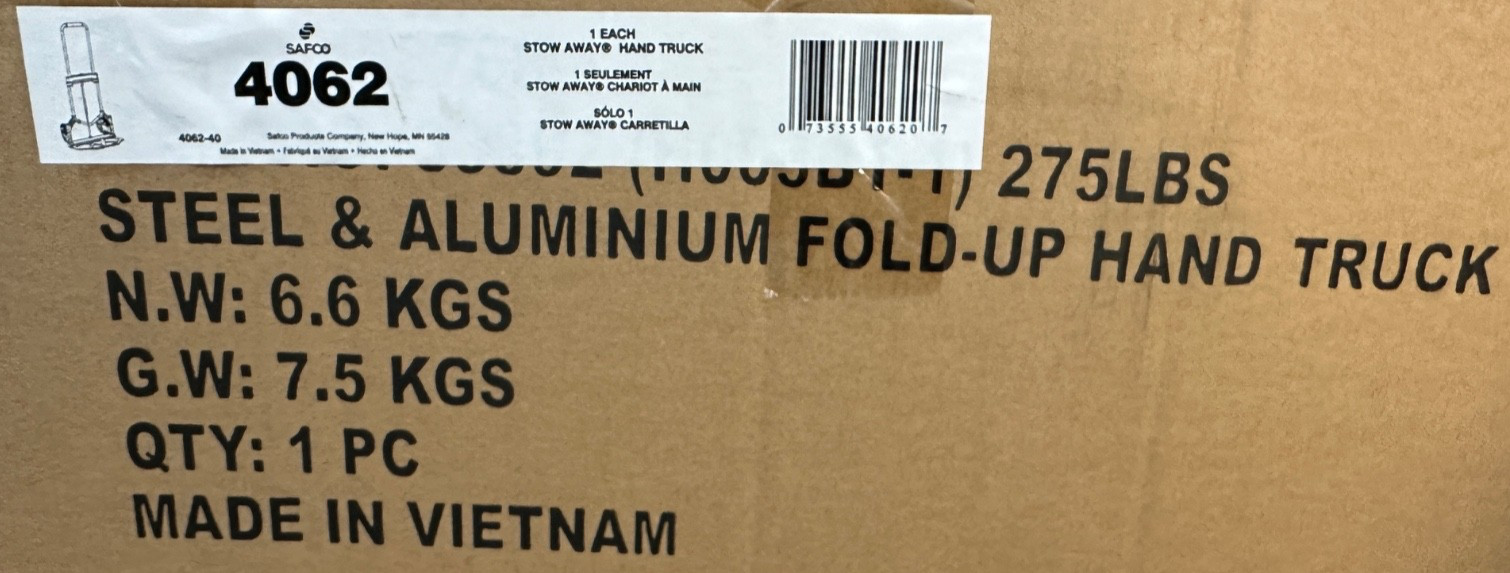 SAFCO
4062
4062-40 Safco Products Company, New Hope, MN 55428
Made in Vietnam • Fabriqué au Vietnam • Hecho en Vietnam
1 EACH
STOW AWAY® HAND TRUCK
1 SEULEMENT
STOW AWAY® CHARIOT À MAIN
SÓLO 1
STOW AWAY® CARRETILLA
0 73555 40620 7
275LBS
STEEL & ALUMINIUM FOLD-UP HAND TRUCK
N.W: 6.6 KGS
G.W: 7.5 KGS
QTY: 1 PC
MADE IN VIETNAM